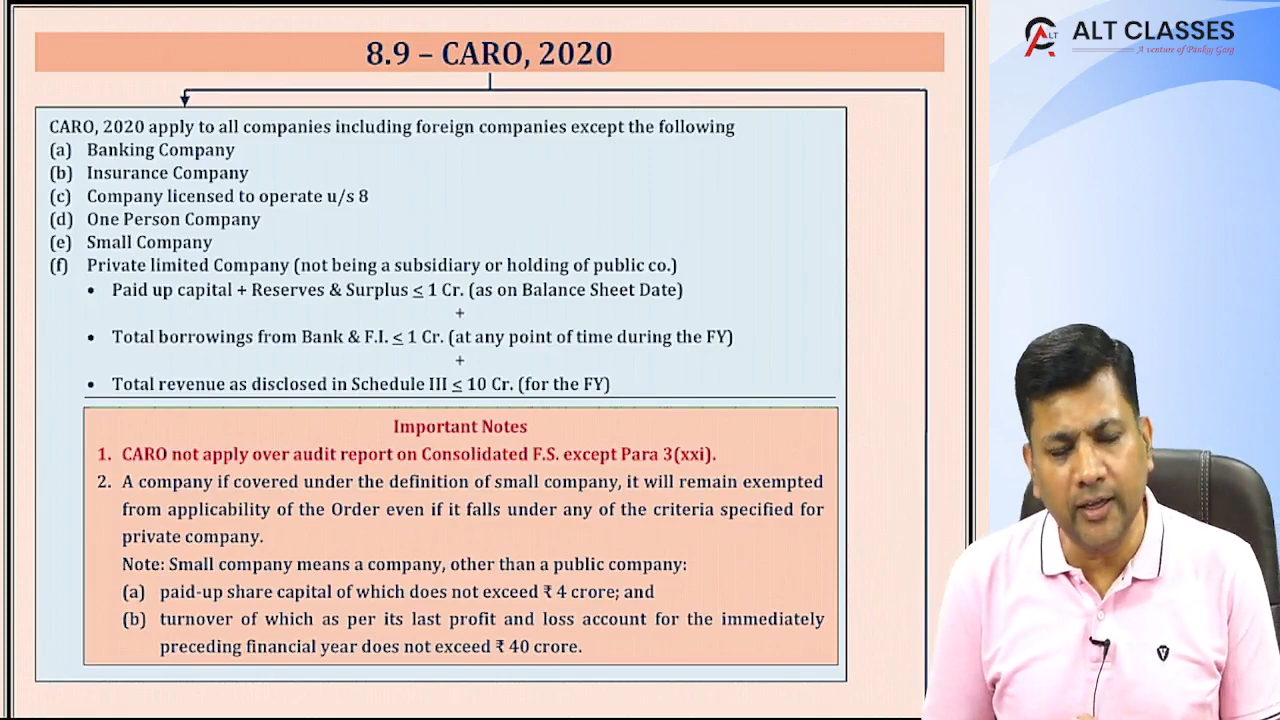 8.9 – CARO, 2020
ALT
ALT CLASSES
A venture of Pankaj Garg
CARO, 2020 apply to all companies including foreign companies except the following
(a) Banking Company
(b) Insurance Company
(c) Company licensed to operate u/s 8
(d) One Person Company
(e) Small Company
(f) Private limited Company (not being a subsidiary or holding of public co.)
• Paid up capital + Reserves & Surplus ≤ 1 Cr. (as on Balance Sheet Date)
+
• Total borrowings from Bank & F.I. ≤ 1 Cr. (at any point of time during the FY)
+
• Total revenue as disclosed in Schedule III ≤ 10 Cr. (for the FY)
Important Notes
1. CARO not apply over audit report on Consolidated F.S. except Para 3(xxi).
2. A company if covered under the definition of small company, it will remain exempted
from applicability of the Order even if it falls under any of the criteria specified for
private company.
Note: Small company means a company, other than a public company:
(a) paid-up share capital of which does not exceed ₹ 4 crore; and
(b) turnover of which as per its last profit and loss account for the immediately
preceding financial year does not exceed ₹ 40 crore.